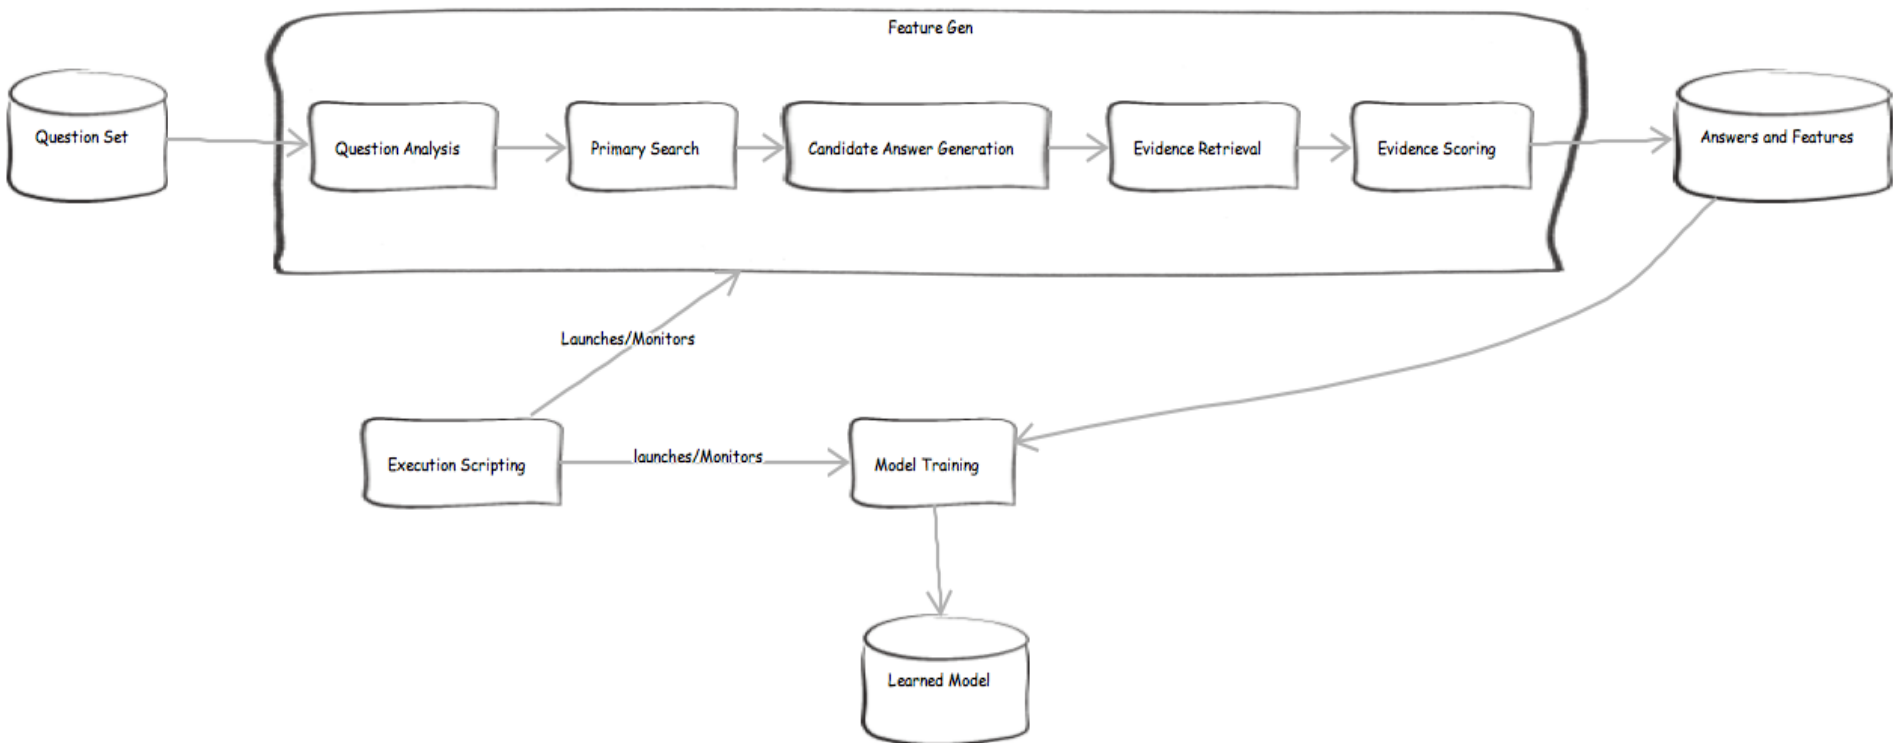 Feature Gen
Question Set
Question Analysis
Primary Search
Candidate Answer Generation
Evidence Retrieval
Evidence Scoring
Answers and Features
Launches/Monitors
Execution Scripting
launches/Monitors
Model Training
Learned Model